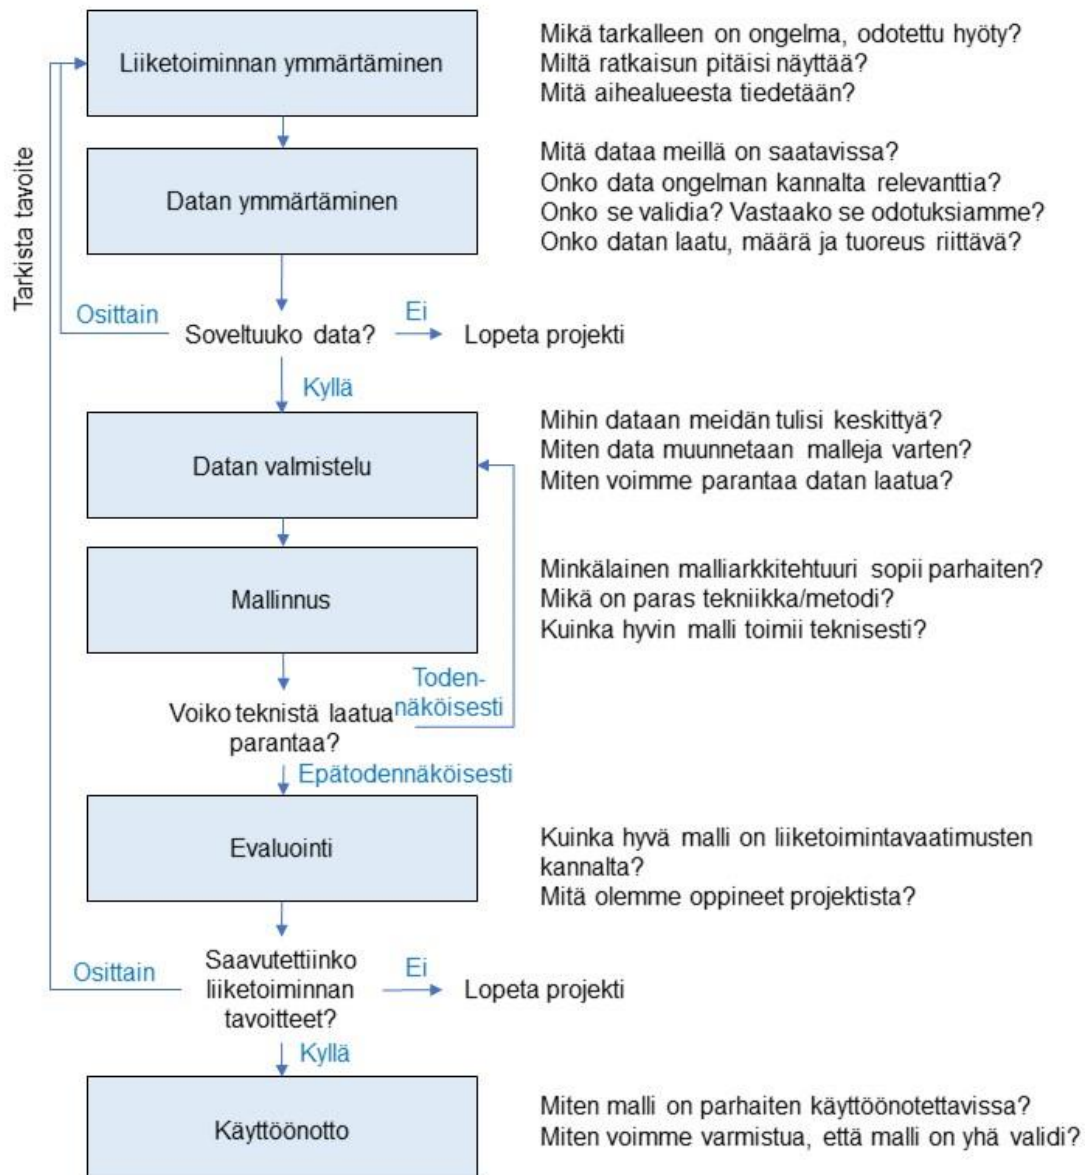 Liiketoiminnan ymmärtäminen
Mikä tarkalleen on ongelma, odotettu hyöty?
Miltä ratkaisun pitäisi näyttää?
Mitä aihealueesta tiedetään?
Tarkista tavoite
Datan ymmärtäminen
Mitä dataa meillä on saatavissa?
Onko data ongelman kannalta relevanttia?
Onko se validia? Vastaako se odotuksiamme?
Onko datan laatu, määrä ja tuoreus riittävä?
Osittain
Soveltuuko data?
Ei
Lopeta projekti
Kyllä
Datan valmistelu
Mihin dataan meidän tulisi keskittyä?
Miten data muunnetaan malleja varten?
Miten voimme parantaa datan laatua?
Mallinnus
Minkälainen malliarkkitehtuuri sopii parhaiten?
Mikä on paras tekniikka/metodi?
Kuinka hyvin malli toimii teknisesti?
Voiko teknistä laatua
parantaa?
Toden-
näköisesti
Epätodennäköisesti
Evaluointi
Kuinka hyvä malli on liiketoimintavaatimusten
kannalta?
Mitä olemme oppineet projektista?
Osittain
Saavutettiinko
liiketoiminnan
tavoitteet?
Ei
Lopeta projekti
Kyllä
Käyttöönotto
Miten malli on parhaiten käyttöönotettavissa?
Miten voimme varmistua, että malli on yhä validi?